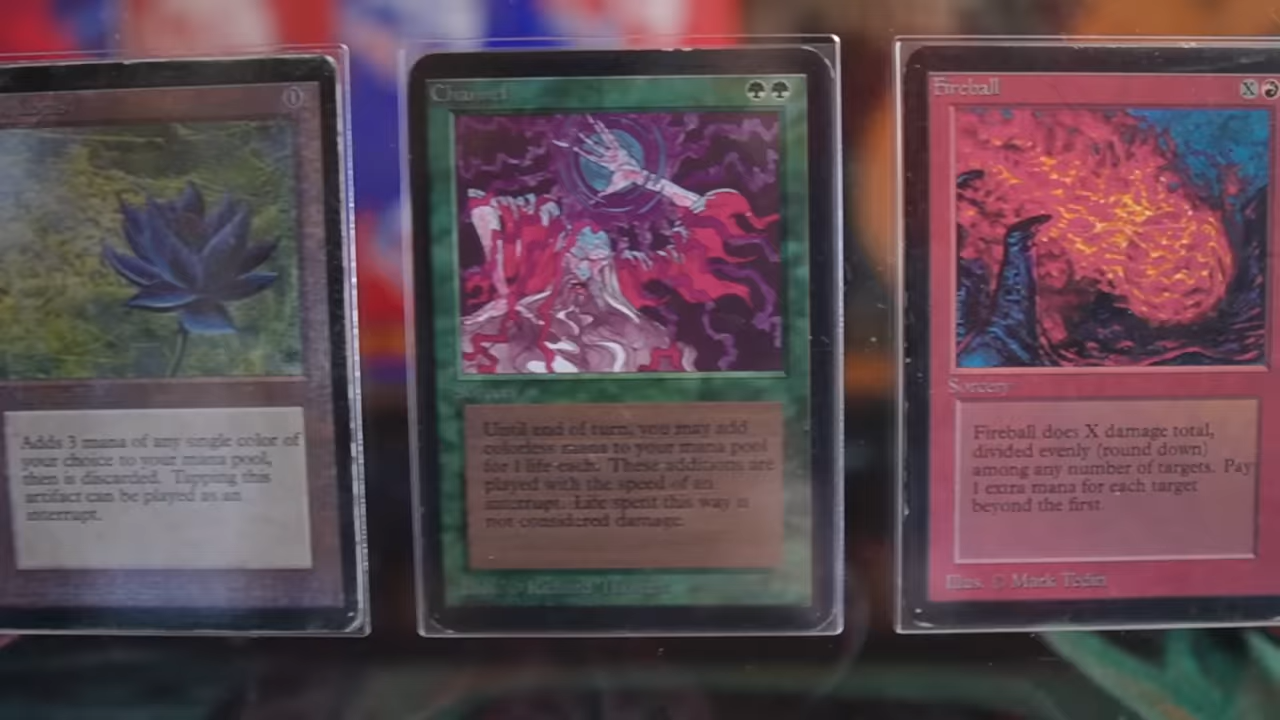 1
Adds 3 mana of any single color of
your choice to your mana pool,
then is discarded. Tapping this
artifact can be played as an
interrupt.
Channel
Until end of turn, you may add
colorless mana to your mana pool
for 1 life each. These additions are
played with the speed of an
interrupt. Life spent this way is
not considered damage.
Fireball
X
Sorcery
Fireball does X damage total,
divided evenly (round down)
among any number of targets. Pay
1 extra mana for each target
beyond the first.
Illus. © Mark Tedin